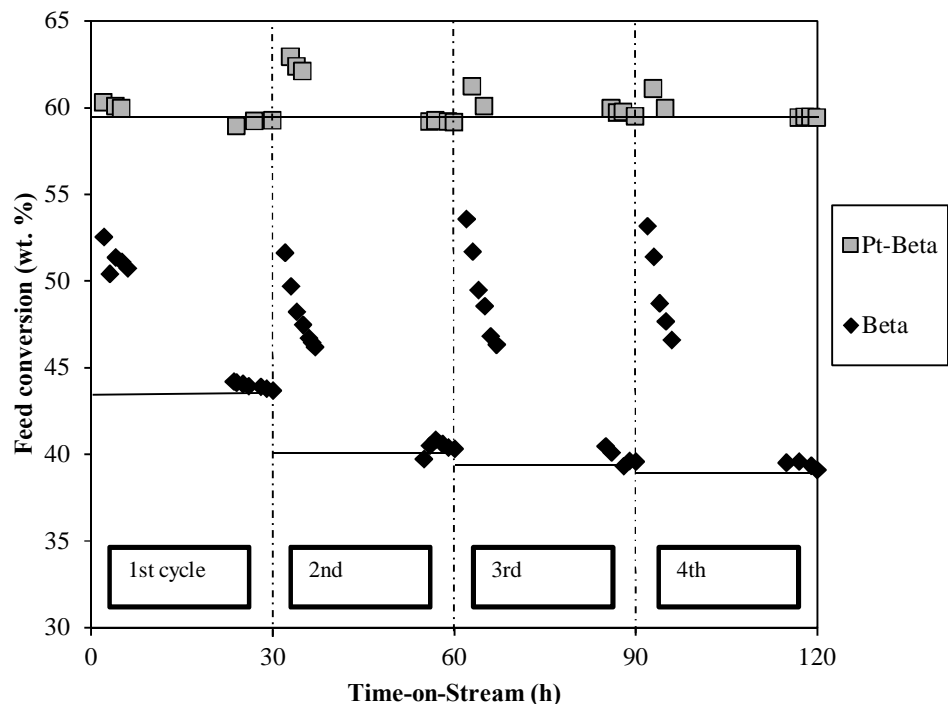 65
60
55
50
45
40
35
30
Feed conversion (wt. %)
1st cycle
2nd
3rd
4th
0
30
60
90
120
Time-on-Stream (h)
Pt-Beta
Beta